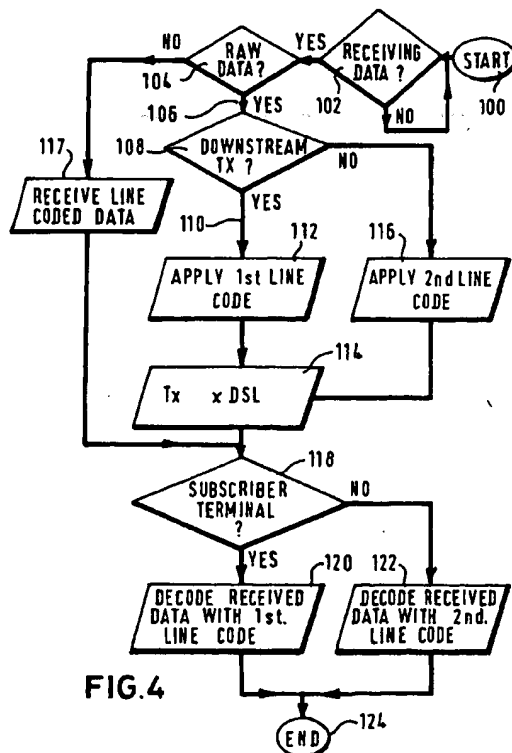 NO
RAW
DATA?
104
YES
RECEIVING
DATA ?
102
START
100
NO
106
YES
117
108
DOWNSTREAM
TX ?
NO
RECEIVE LINE
CODED DATA
110
YES
112
116
APPLY 1st LINE
CODE
APPLY 2nd LINE
CODE
114
Tx x DSL
118
SUBSCRIBER
TERMINAL
?
NO
YES
120
122
DECODE RECEIVED
DATA WITH 1st.
LINE CODE
DECODE RECEIVED
DATA WITH 2nd.
LINE CODE
FIG.4
END
124